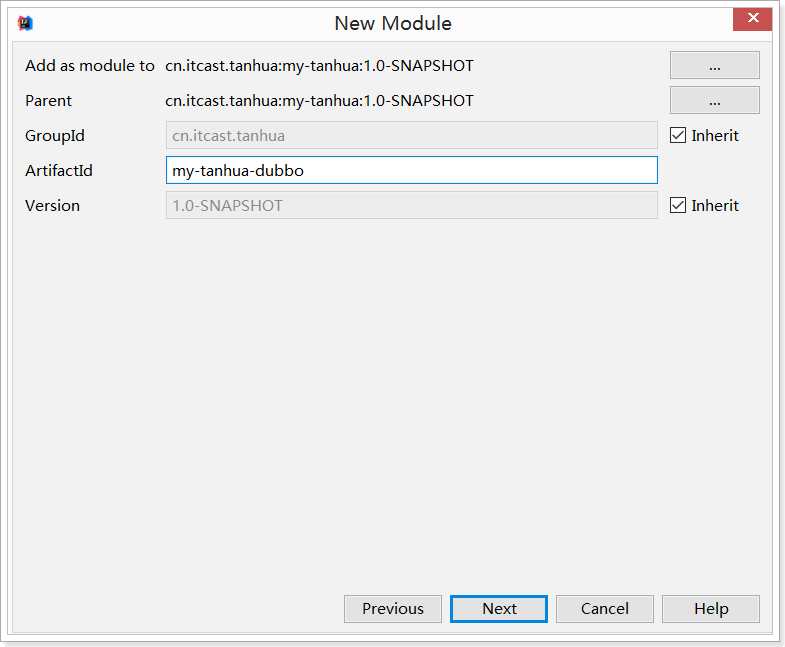 New Module
Add as module to cn.itcast.tanhua:my-tanhua:1.0-SNAPSHOT ...
Parent cn.itcast.tanhua:my-tanhua:1.0-SNAPSHOT ...
GroupId cn.itcast.tanhua Inherit
ArtifactId my-tanhua-dubbo
Version 1.0-SNAPSHOT Inherit
Previous Next Cancel Help